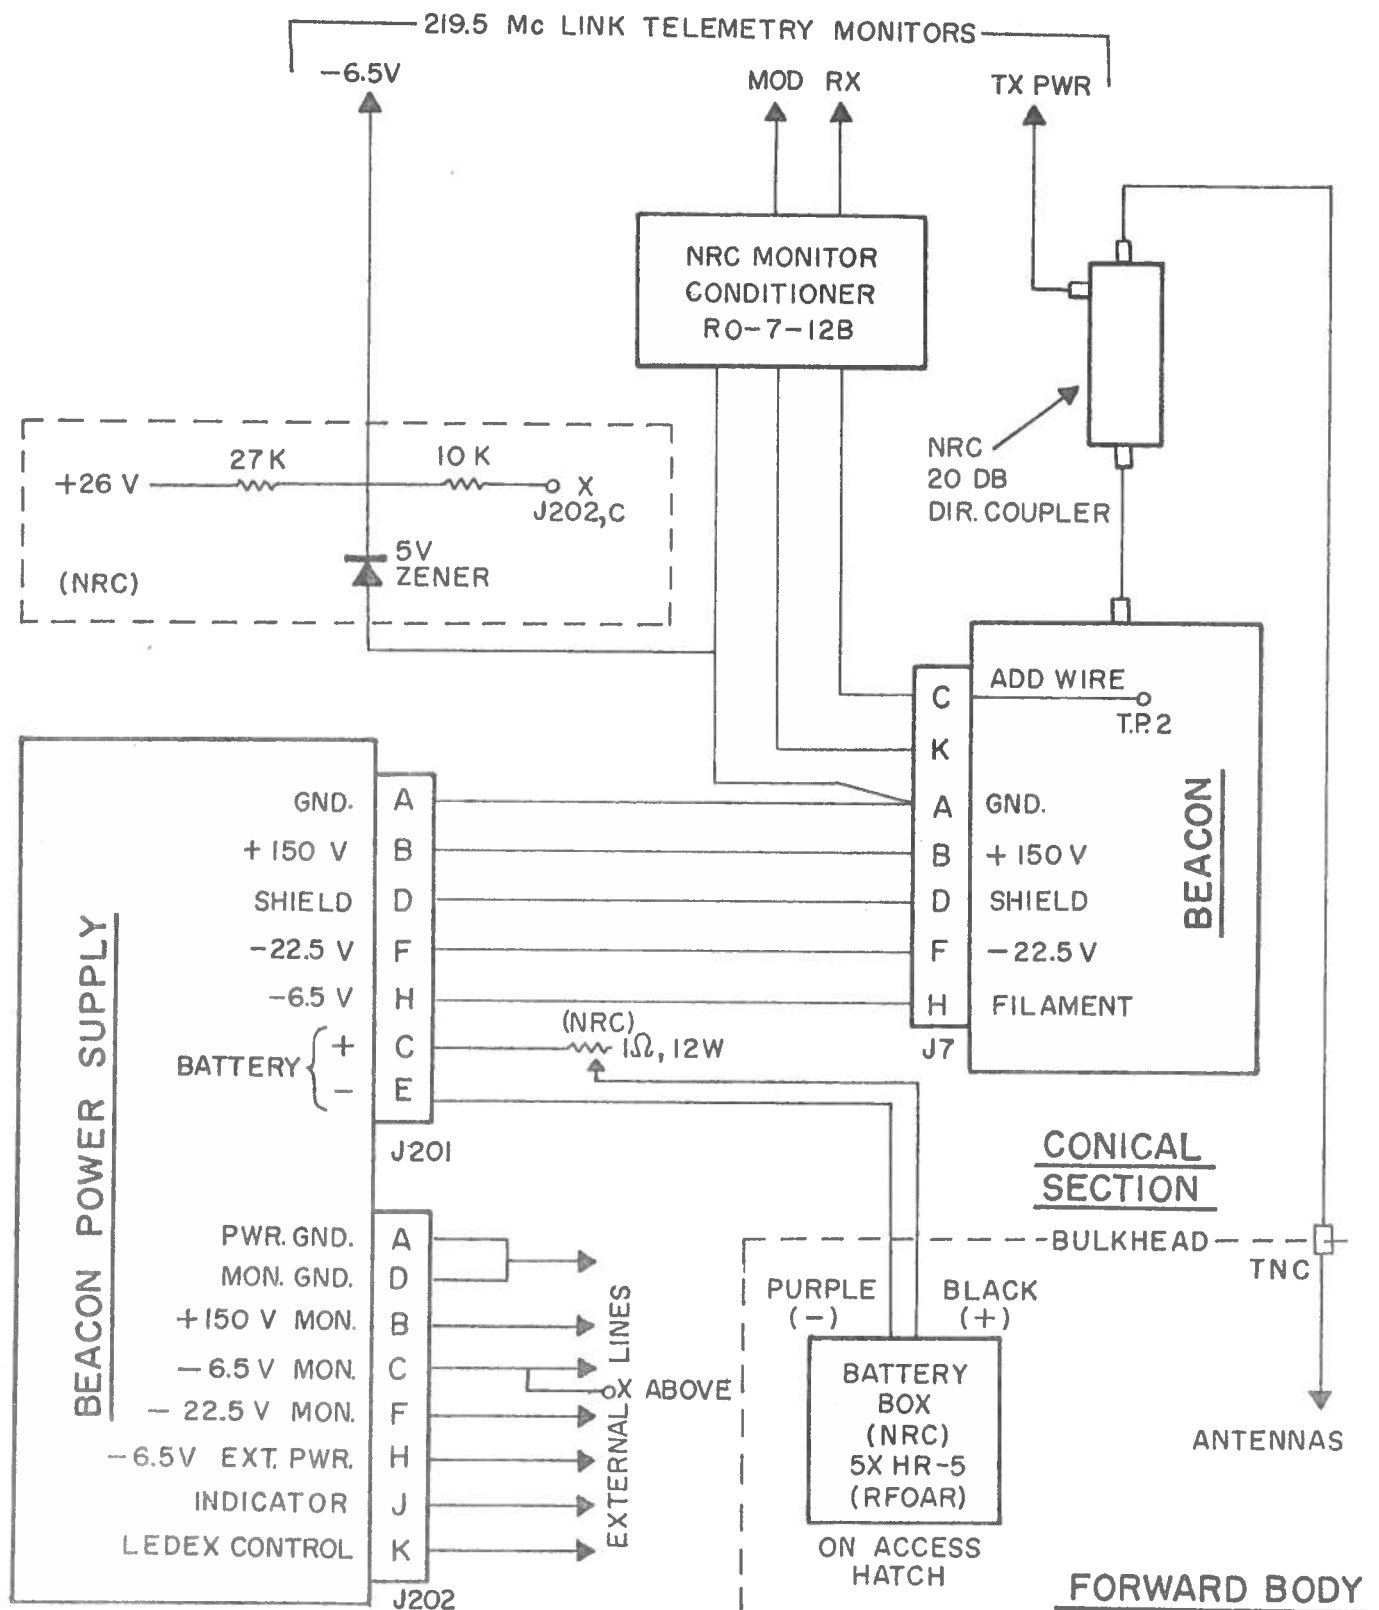 219.5 Mc LINK TELEMETRY MONITORS
-6.5V
MOD RX
TX PWR
NRC MONITOR
CONDITIONER
RO-7-12B
NRC
20 DB
DIR. COUPLER
27K
10 K
+26 V
X
J202,C
5V
ZENER
(NRC)
C
ADD WIRE
T.P.2
K
A GND.
B +150 V
D SHIELD
F -22.5 V
H FILAMENT
J7
BEACON
GND. A
+150 V B
SHIELD D
-22.5 V F
-6.5 V H
BATTERY { + C
- E
J201
(NRC)
1Ω, 12W
BEACON POWER SUPPLY
PWR. GND. A
MON. GND. D
+150 V MON. B
-6.5 V MON. C
-22.5 V MON. F
-6.5V EXT. PWR. H
INDICATOR J
LEDEX CONTROL K
J202
X ABOVE
EXTERNAL LINES
CONICAL
SECTION
BULKHEAD
TNC
PURPLE
(-)
BLACK
(+)
BATTERY
BOX
(NRC)
5X HR-5
(RFOAR)
ON ACCESS
HATCH
ANTENNAS
FORWARD BODY